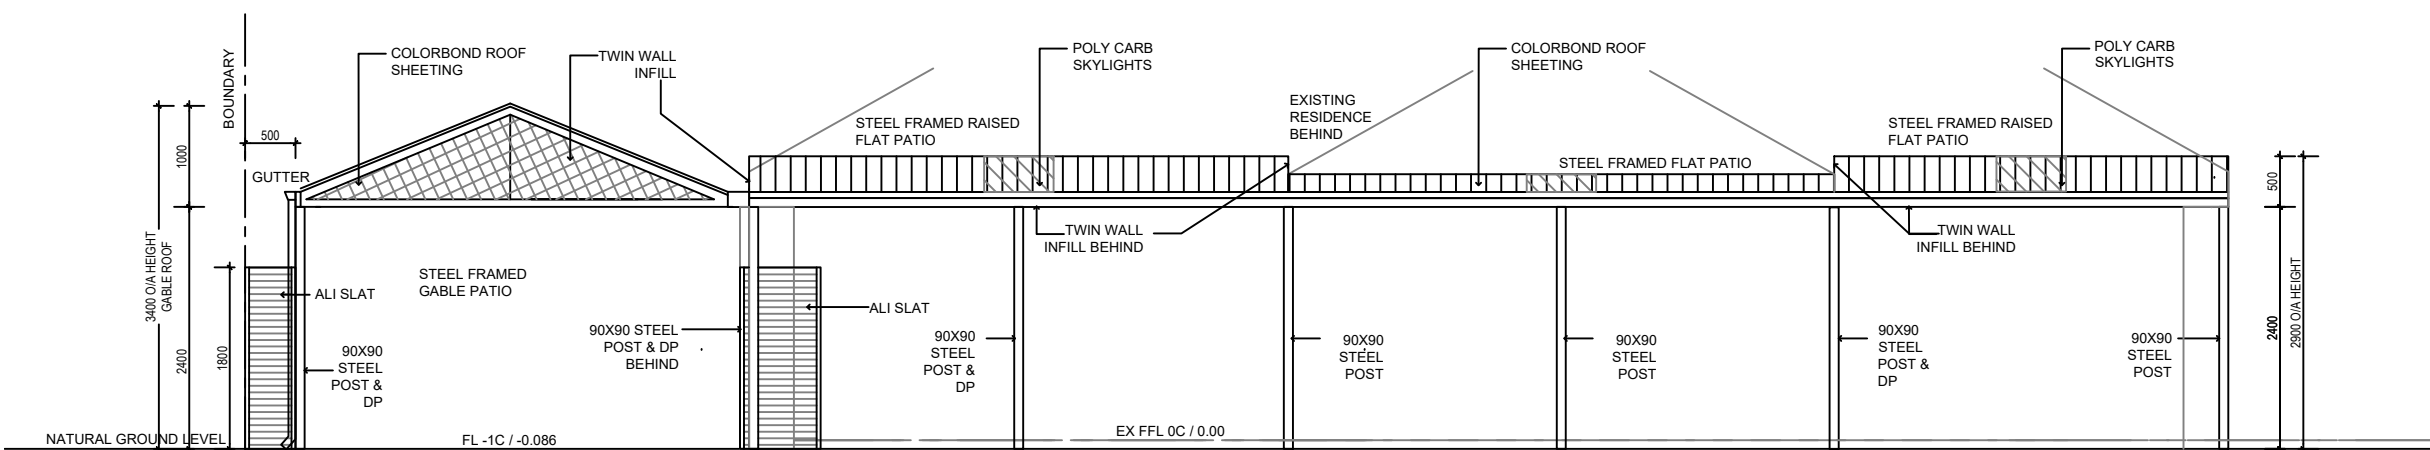 BOUNDARY
COLORBOND ROOF
SHEETING
TWIN WALL
INFILL
POLY CARB
SKYLIGHTS
COLORBOND ROOF
SHEETING
POLY CARB
SKYLIGHTS
EXISTING
RESIDENCE
BEHIND
STEEL FRAMED RAISED
FLAT PATIO
STEEL FRAMED RAISED
FLAT PATIO
500
1000
GUTTER
STEEL FRAMED FLAT PATIO
500
3400 O/A HEIGHT
GABLE ROOF
2400
1800
ALI SLAT
STEEL FRAMED
GABLE PATIO
TWIN WALL
INFILL BEHIND
TWIN WALL
INFILL BEHIND
ALI SLAT
90X90
STEEL
POST &
DP
90X90 STEEL
POST & DP
BEHIND
90X90
STEEL
POST &
DP
90X90
STEEL
POST
90X90
STEEL
POST
90X90
STEEL
POST &
DP
90X90
STEEL
POST
2400
2900 O/A HEIGHT
NATURAL GROUND LEVEL
FL -1C / -0.086
EX FFL 0C / 0.00